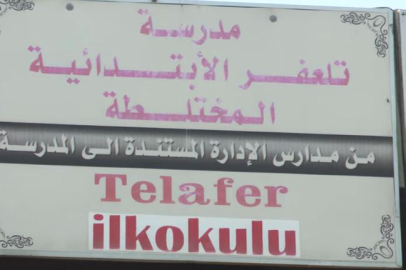 مدرسة
تلعفر الأبتدائية
المختلطة
من مدارس الإدارة المستندة الى المدرسة
Telafer
ilkokulu